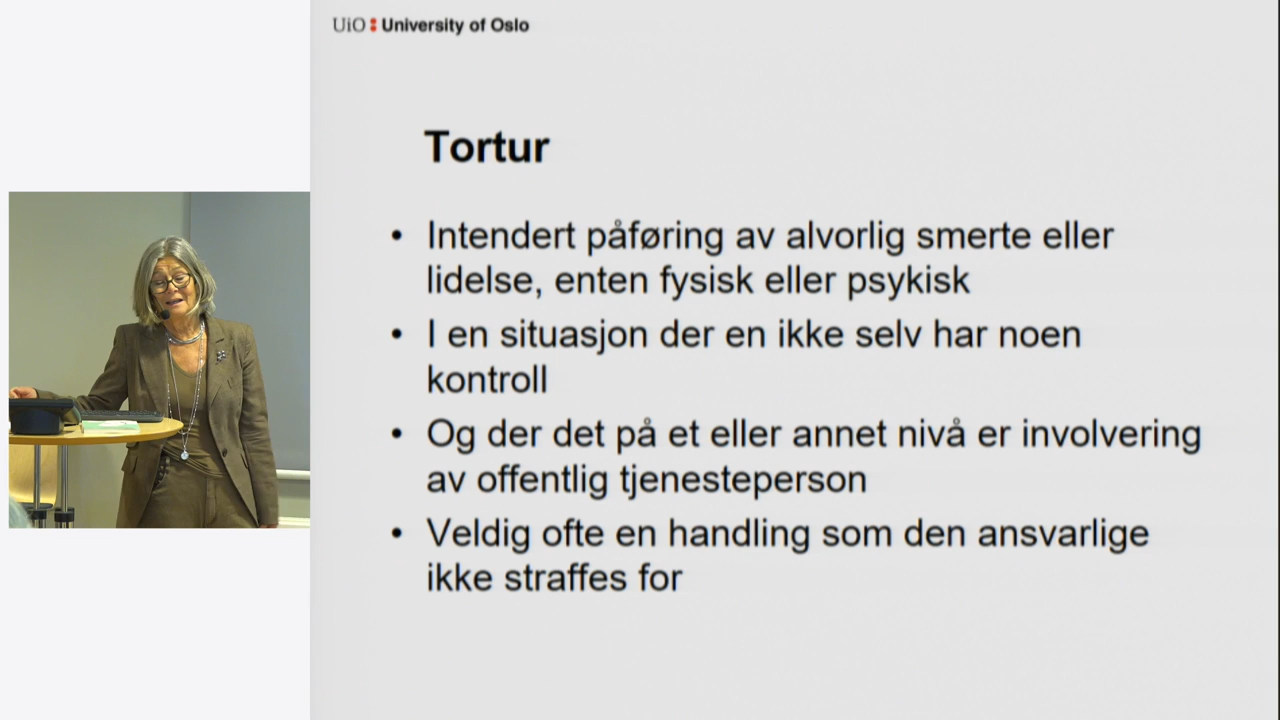 UiO University of Oslo
Tortur
• Intendert påføring av alvorlig smerte eller
lidelse, enten fysisk eller psykisk
• I en situasjon der en ikke selv har noen
kontroll
• Og der det på et eller annet nivå er involvering
av offentlig tjenesteperson
• Veldig ofte en handling som den ansvarlige
ikke straffes for